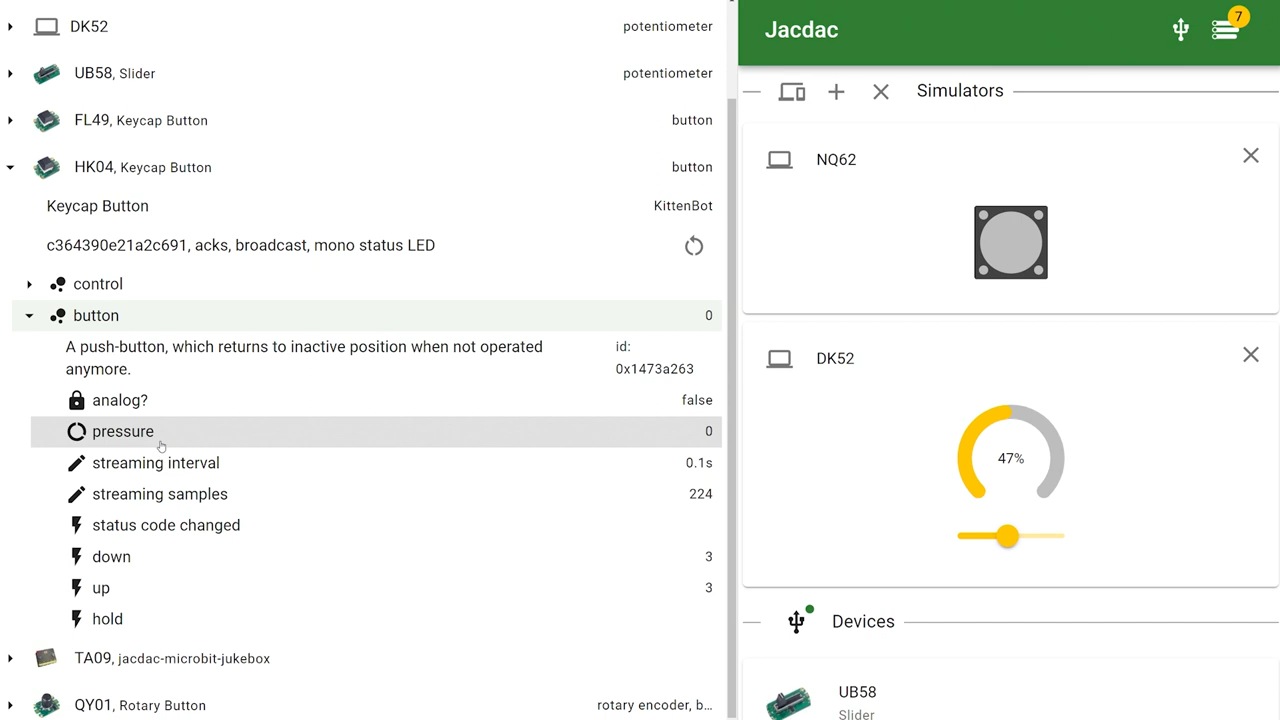 DK52 potentiometer
UB58, Slider potentiometer
FL49, Keycap Button button
HK04, Keycap Button button
Keycap Button KittenBot
c364390e21a2c691, acks, broadcast, mono status LED
control
button 0
A push-button, which returns to inactive position when not operated anymore.
id: 0x1473a263
analog? false
pressure 0
streaming interval 0.1s
streaming samples 224
status code changed
down 3
up 3
hold
TA09, jacdac-microbit-jukebox
QY01, Rotary Button rotary encoder, b…
Jacdac
7
Simulators
NQ62
DK52
47%
Devices
UB58
Slider